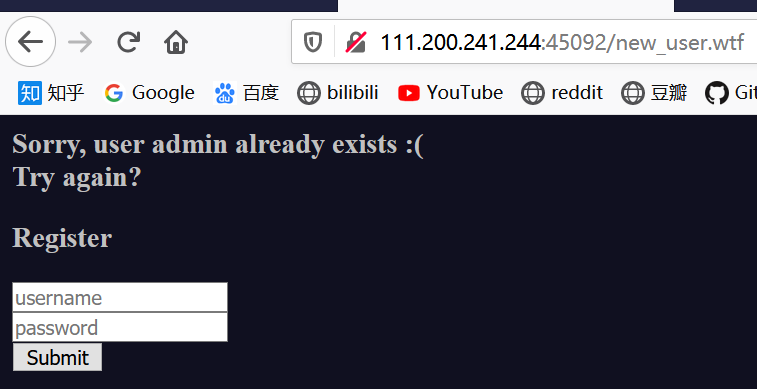 111.200.241.244:45092/new_user.wtf
知 知乎 Google du 百度 bilibili YouTube reddit 豆瓣 Git
Sorry, user admin already exists :(
Try again?
Register
username
password
Submit